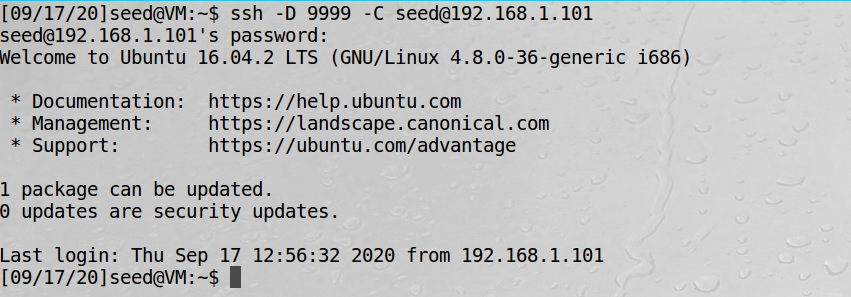 [09/17/20]seed@VM:~$ ssh -D 9999 -C seed@192.168.1.101
seed@192.168.1.101's password:
Welcome to Ubuntu 16.04.2 LTS (GNU/Linux 4.8.0-36-generic i686)
* Documentation: https://help.ubuntu.com
* Management: https://landscape.canonical.com
* Support: https://ubuntu.com/advantage
1 package can be updated.
0 updates are security updates.
Last login: Thu Sep 17 12:56:32 2020 from 192.168.1.101
[09/17/20]seed@VM:~$